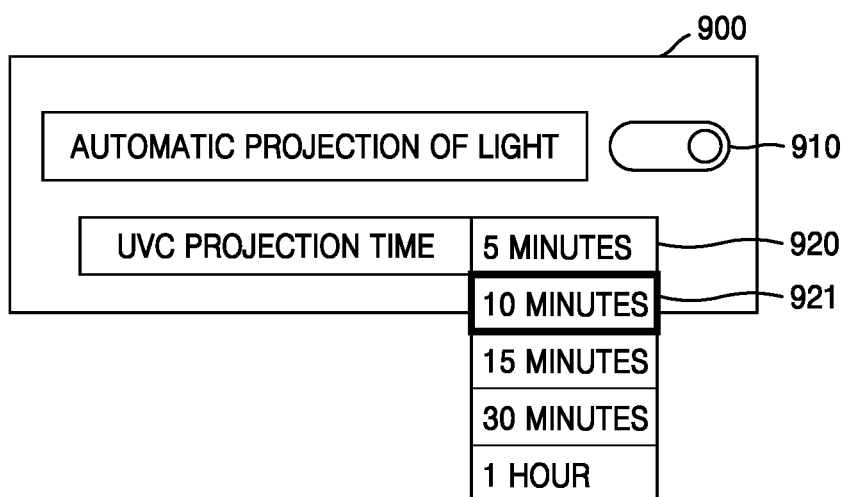 900
AUTOMATIC PROJECTION OF LIGHT
910
UVC PROJECTION TIME
5 MINUTES
920
10 MINUTES
921
15 MINUTES
30 MINUTES
1 HOUR